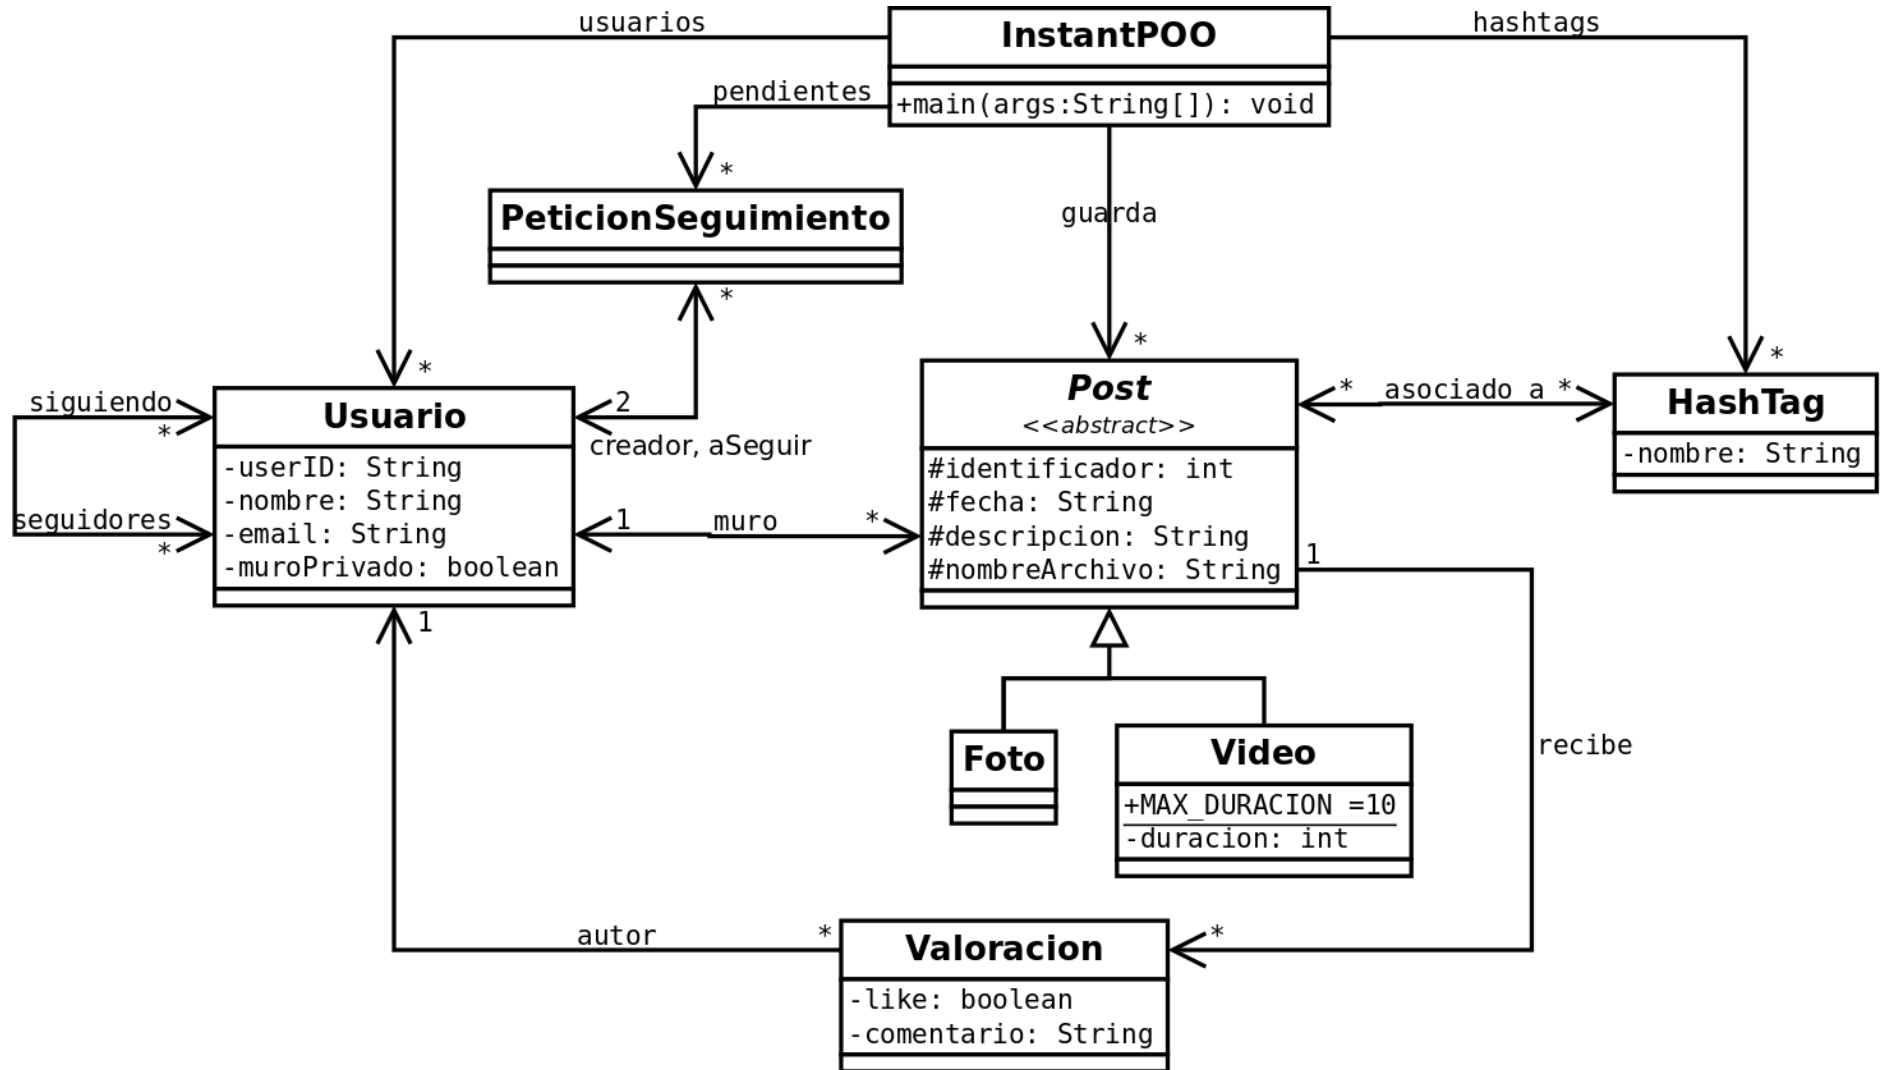 usuarios
InstantPOO
hashtags
pendientes
+main(args:String[]): void
*
PeticionSeguimiento
guarda
*
*
*
*
siguiendo
*
Usuario
2
creador, aSeguir
Post
<<abstract>>
* asociado a *
HashTag
-nombre: String
-userID: String
-nombre: String
-email: String
-muroPrivado: boolean
seguidores
*
1
muro
*
#identificador: int
#fecha: String
#descripcion: String
#nombreArchivo: String
1
1
Foto
Video
+MAX_DURACION =10
-duracion: int
recibe
autor
*
Valoracion
*
-like: boolean
-comentario: String